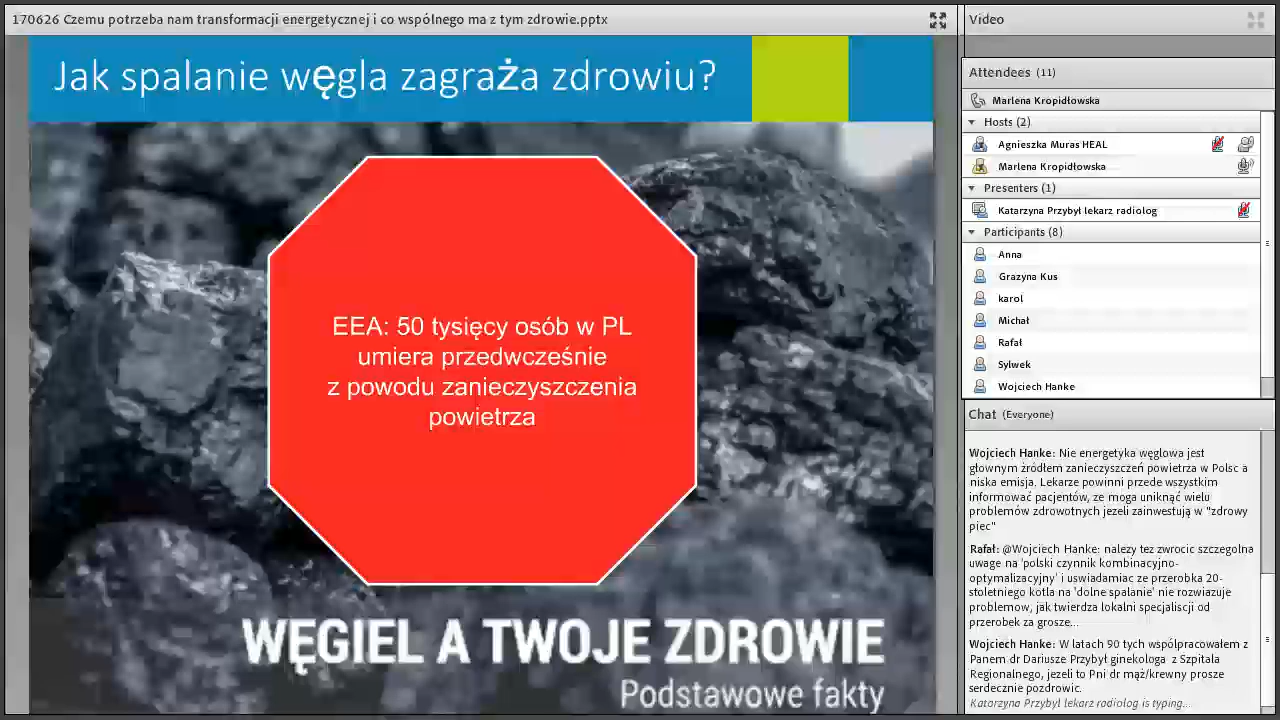 170626 Czemu potrzeba nam transformacji energetycznej i co wspólnego ma z tym zdrowie.pptx
Jak spalanie węgla zagraża zdrowiu?
EEA: 50 tysięcy osób w PL
umiera przedwcześnie
z powodu zanieczyszczenia
powietrza
WĘGIEL A TWOJE ZDROWIE
Podstawowe fakty
Video
Attendees (11)
Marlena Kropidłowska
Hosts (2)
Agnieszka Muras HEAL
Marlena Kropidłowska
Presenters (1)
Katarzyna Przybył lekarz radiolog
Participants (8)
Anna
Grazyna Kus
karol
Michał
Rafał
Sylwek
Wojciech Hanke
Chat (Everyone)
Wojciech Hanke: Nie energetyka węglowa jest
głownym żródłem zanieczyszczeń powietrza w Polsc a
niska emisja. Lekarze powinni przede wszystkim
informować pacjentów, ze moga uniknąć wielu
problemów zdrowotnych jezeli zainwestują w "zdrowy
piec"
Rafał: @Wojciech Hanke: nalezy tez zwrocic szczegolna
uwage na 'polski czynnik kombinacyjno-
optymalizacyjny' i uswiadamiac ze przerobka 20-
stoletniego kotla na 'dolne spalanie' nie rozwiazuje
problemow, jak twierdza lokalni specjalisci od
przerobek za grosze...
Wojciech Hanke: W latach 90 tych współpracowałem z
Panem dr Dariusze Przybył ginekologa z Szpitala
Regionalnego, jezeli to Pni dr mąż/krewny prosze
serdecznie pozdrowic.
Katarzyna Przybył lekarz radiolog is typing...